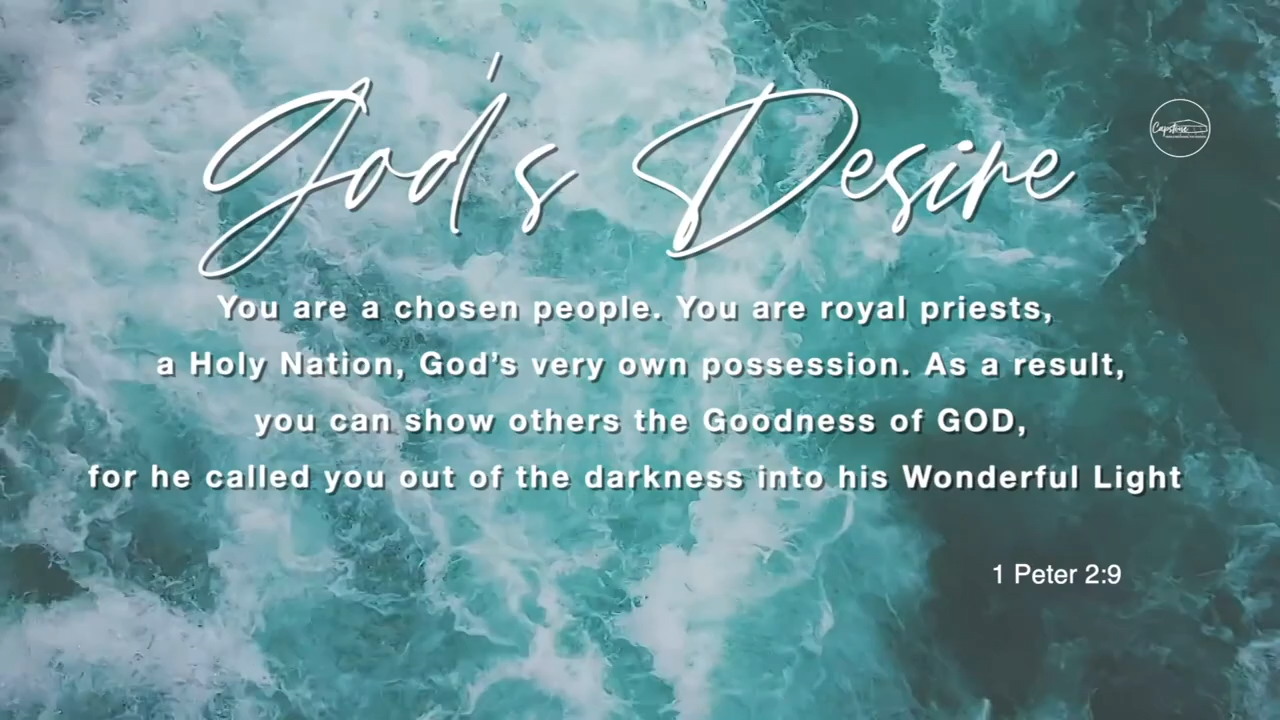 God's Desire
Capstone
You are a chosen people. You are royal priests,
a Holy Nation, God’s very own possession. As a result,
you can show others the Goodness of GOD,
for he called you out of the darkness into his Wonderful Light
1 Peter 2:9